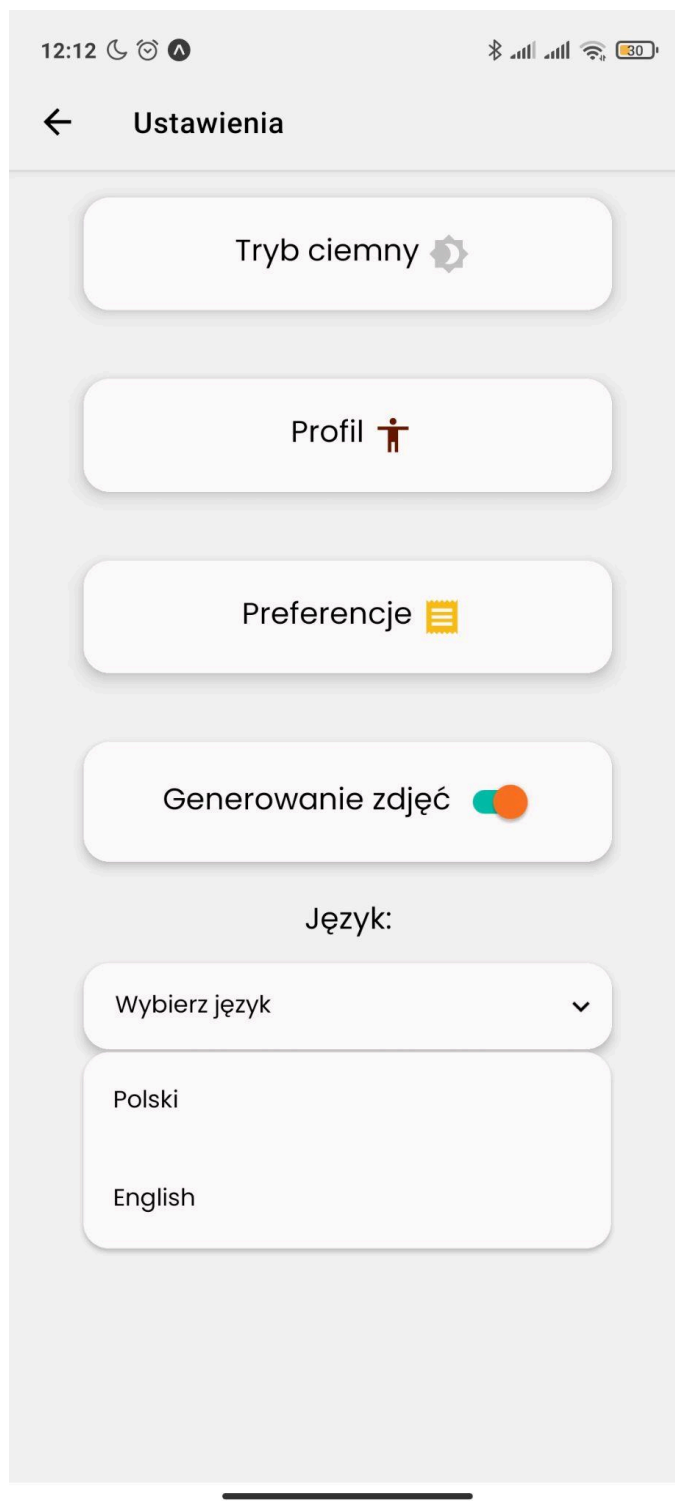 12:12 30
Ustawienia
Tryb ciemny
Profil
Preferencje
Generowanie zdjęć
Język:
Wybierz język
Polski
English